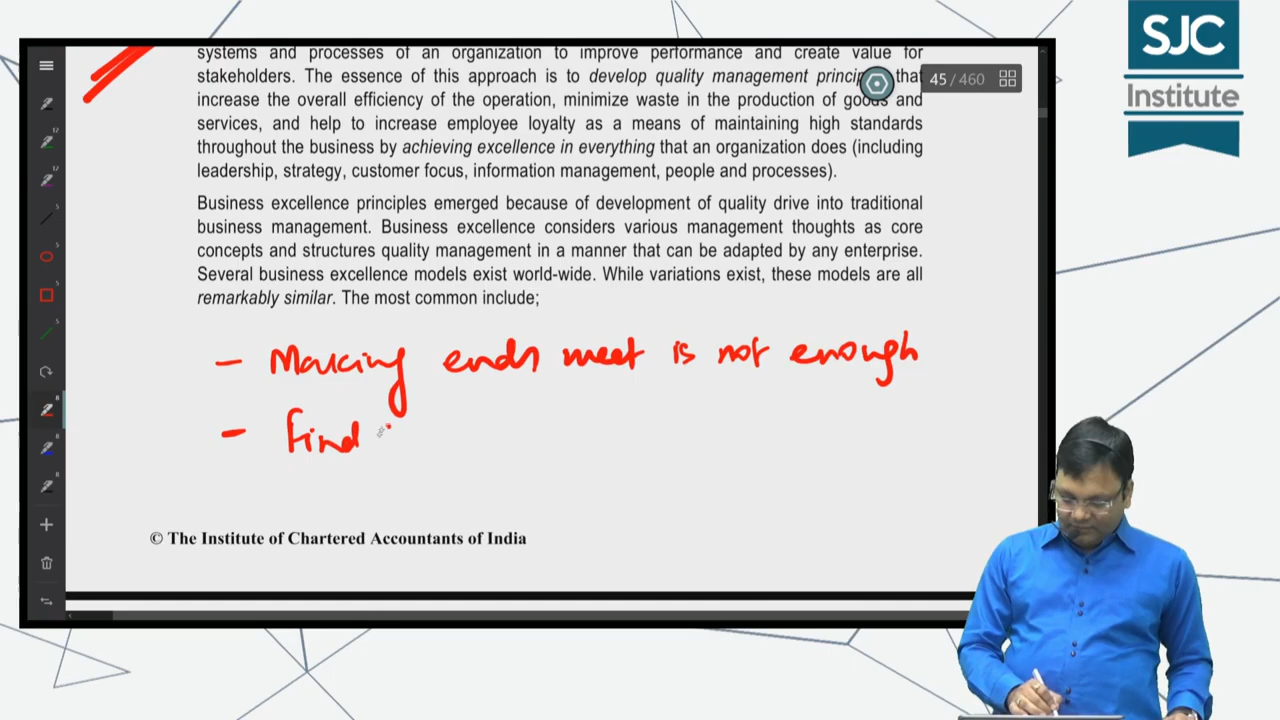 SJC
Institute
systems and processes of an organization to improve performance and create value for
stakeholders. The essence of this approach is to develop quality management that
45 / 460
increase the overall efficiency of the operation, minimize waste in the production of goods and
services, and help to increase employee loyalty as a means of maintaining high standards
throughout the business by achieving excellence in everything that an organization does (including
leadership, strategy, customer focus, information management, people and processes).
Business excellence principles emerged because of development of quality drive into traditional
business management. Business excellence considers various management thoughts as core
concepts and structures quality management in a manner that can be adapted by any enterprise.
Several business excellence models exist world-wide. While variations exist, these models are all
remarkably similar. The most common include;
- Making ends meet is not enough
- Find
© The Institute of Chartered Accountants of India